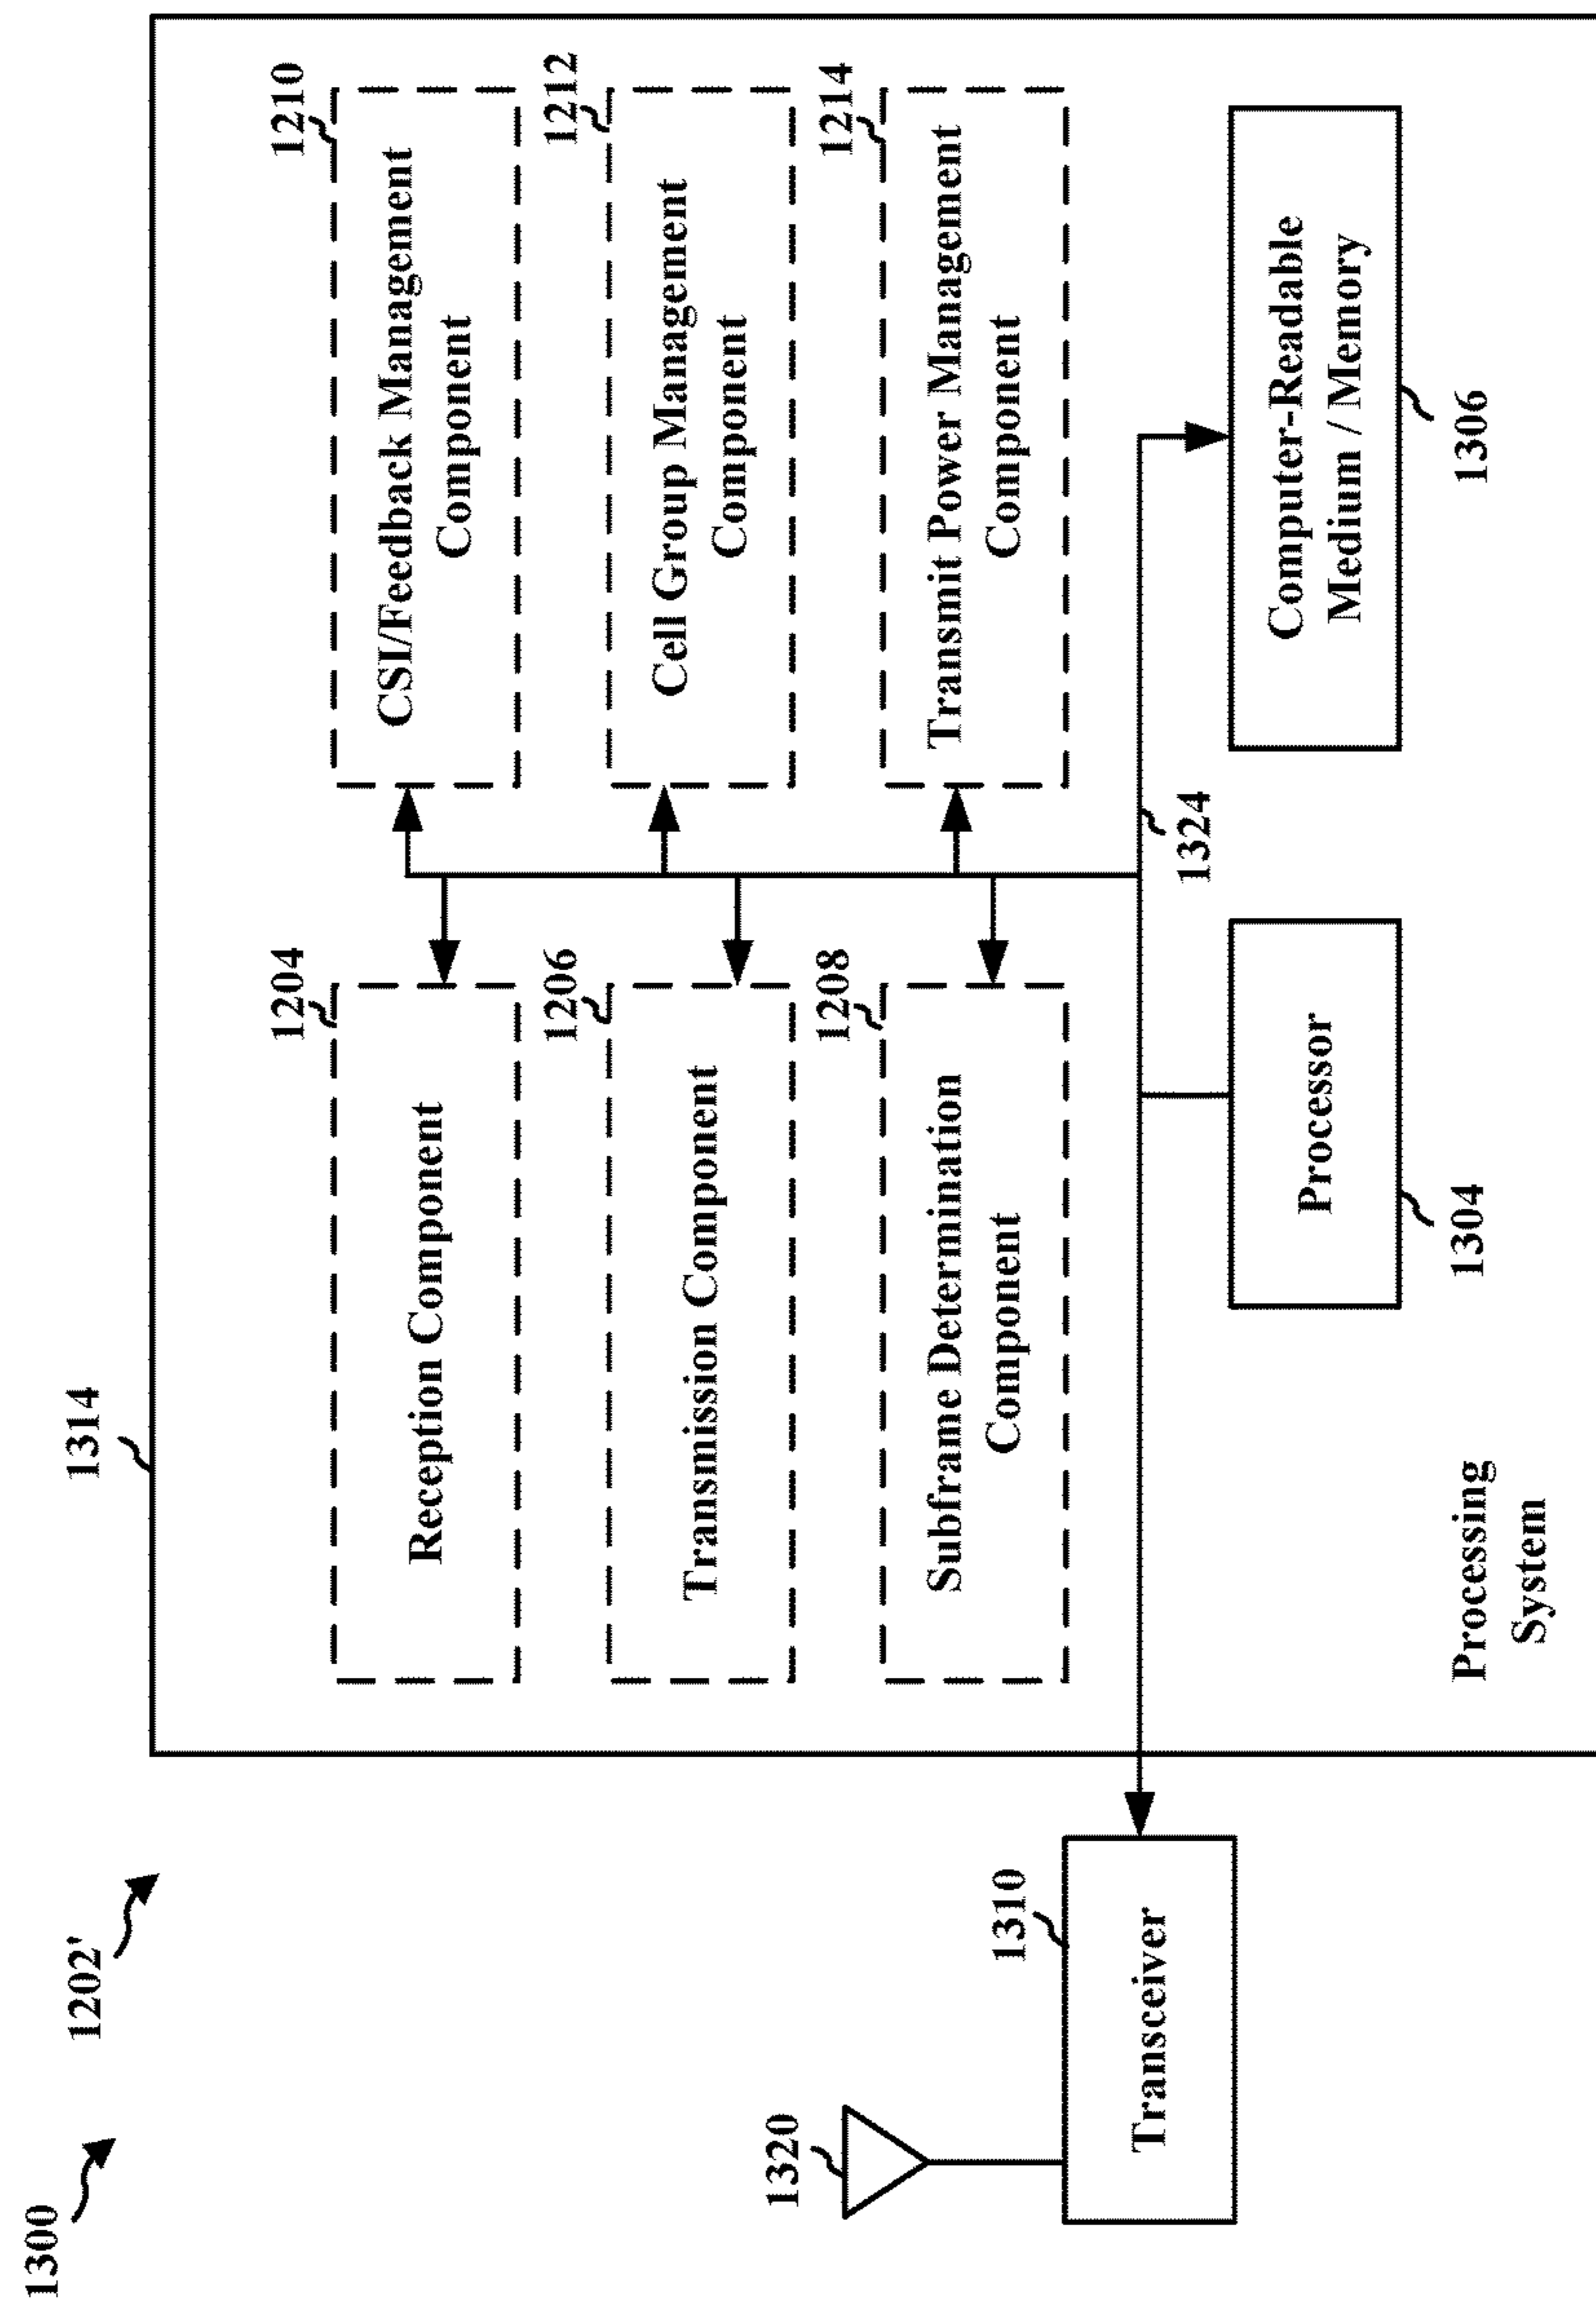 1300
1202'
1314
1204
Reception Component
1210
CSI/Feedback Management
Component
1206
Transmission Component
1212
Cell Group Management
Component
1208
Subframe Determination
Component
1214
Transmit Power Management
Component
1320
1310
Transceiver
1324
Processor
1304
Computer-Readable
Medium / Memory
1306
Processing
System